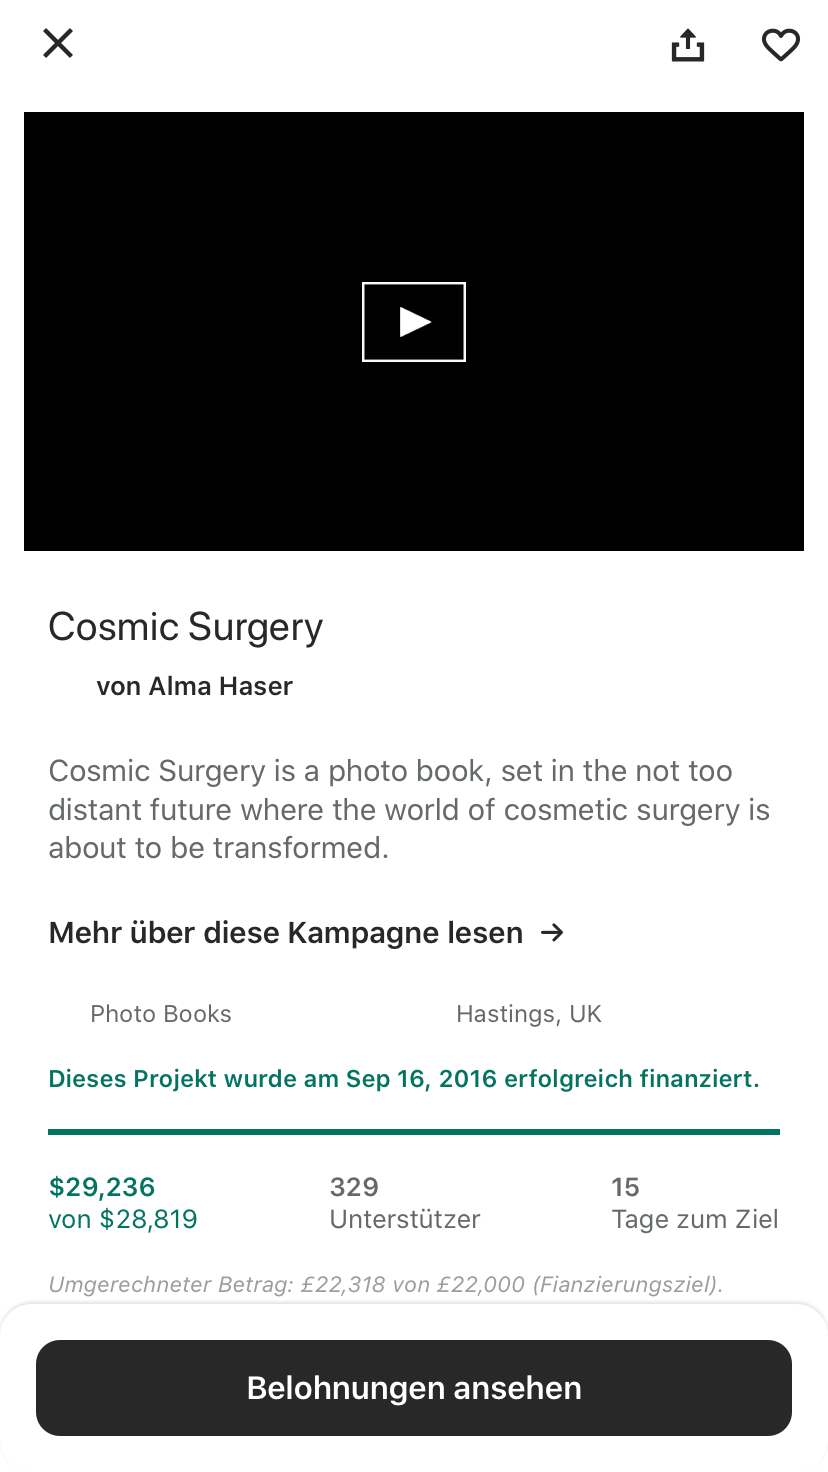 Cosmic Surgery
von Alma Haser
Cosmic Surgery is a photo book, set in the not too
distant future where the world of cosmetic surgery is
about to be transformed.
Mehr über diese Kampagne lesen →
Photo Books
Hastings, UK
Dieses Projekt wurde am Sep 16, 2016 erfolgreich finanziert.
$29,236
von $28,819
329
Unterstützer
15
Tage zum Ziel
Umgerechneter Betrag: £22,318 von £22,000 (Fianzierungsziel).
Belohnungen ansehen